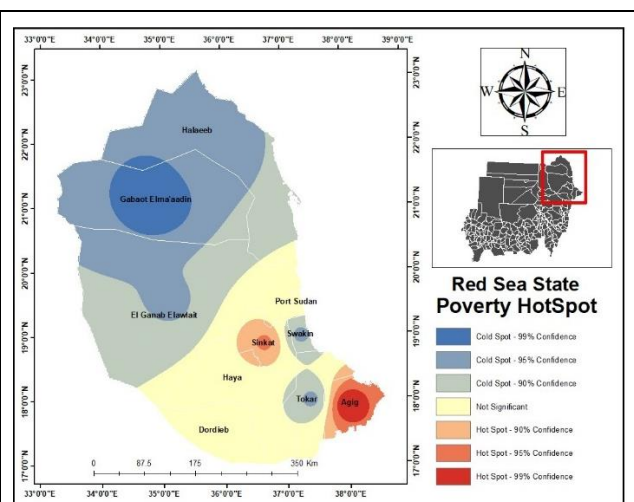 33°0'0"E 34°0'0"E 35°0'0"E 36°0'0"E 37°0'0"E 38°0'0"E 39°0'0"E
23°0'0"N
22°0'0"N
21°0'0"N
20°0'0"N
19°0'0"N
18°0'0"N
17°0'0"N
Halaeeb
Gabaot Elma'aadin
Port Sudan
El Ganab Elawlait
Swakin
Sinkat
Haya
Tokar
Agig
Dordieb
0 87.5 175 350 Km
33°0'0"E 34°0'0"E 35°0'0"E 36°0'0"E 37°0'0"E 38°0'0"E
23°0'0"N
22°0'0"N
21°0'0"N
20°0'0"N
19°0'0"N
18°0'0"N
17°0'0"N
N
W E
S
Red Sea State
Poverty HotSpot
Cold Spot - 99% Confidence
Cold Spot - 95% Confidence
Cold Spot - 90% Confidence
Not Significant
Hot Spot - 90% Confidence
Hot Spot - 95% Confidence
Hot Spot - 99% Confidence